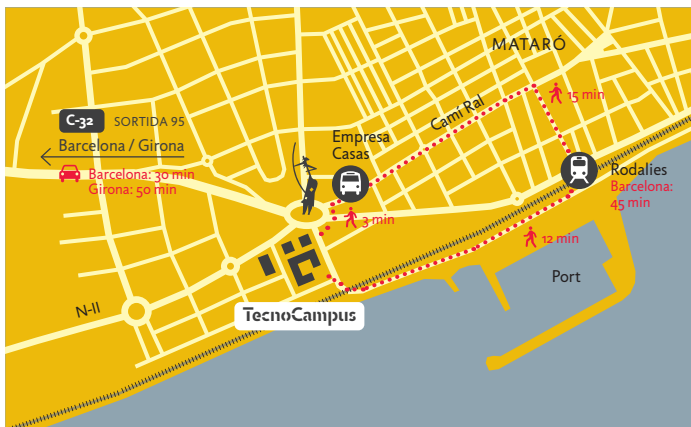 MATARÓ
15 min
Camí Ral
C-32 SORTIDA 95
Barcelona / Girona
Barcelona: 30 min
Girona: 50 min
Empresa
Casas
3 min
Rodalies
Barcelona:
45 min
12 min
Port
N-II
TecnoCampus